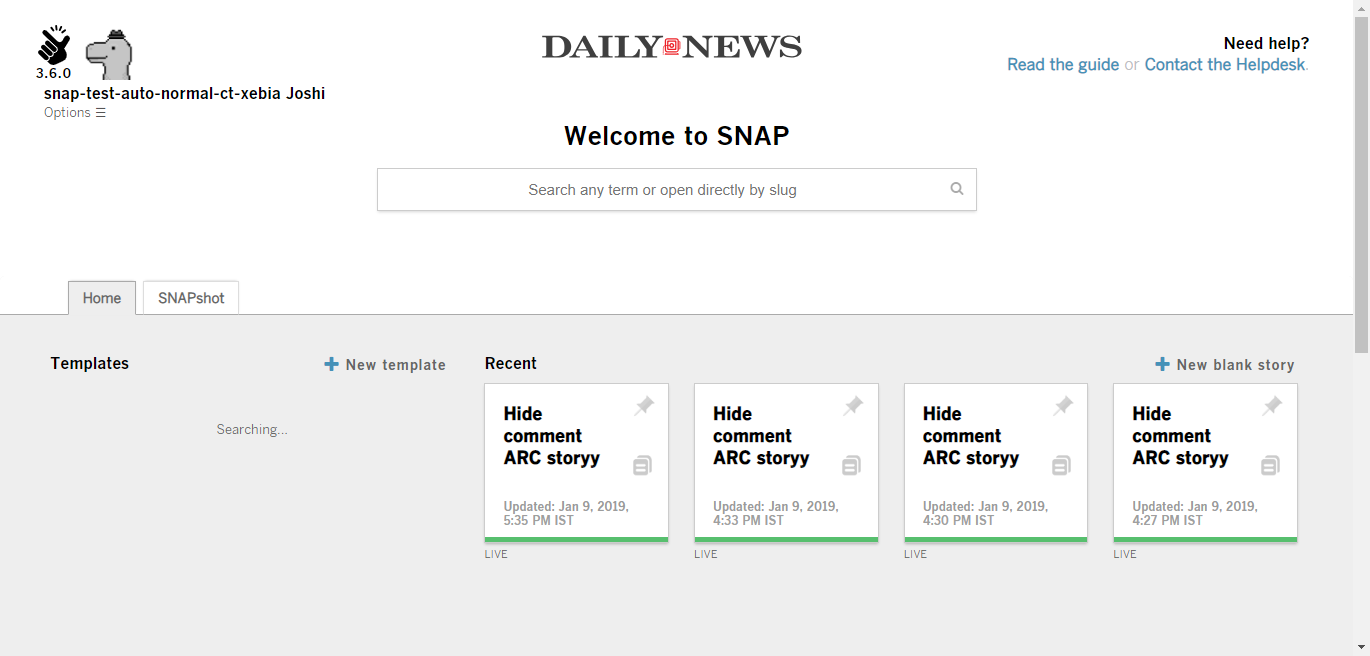 3.6.0
snap-test-auto-normal-ct-xebia Joshi
Options ☰
DAILY NEWS
Need help?
Read the guide or Contact the Helpdesk.
Welcome to SNAP
Search any term or open directly by slug
Home
SNAPshot
Templates
New template
Searching...
Recent
New blank story
Hide
comment
ARC storyy
Updated: Jan 9, 2019,
5:35 PM IST
LIVE
Hide
comment
ARC storyy
Updated: Jan 9, 2019,
4:33 PM IST
LIVE
Hide
comment
ARC storyy
Updated: Jan 9, 2019,
4:30 PM IST
LIVE
Hide
comment
ARC storyy
Updated: Jan 9, 2019,
4:27 PM IST
LIVE